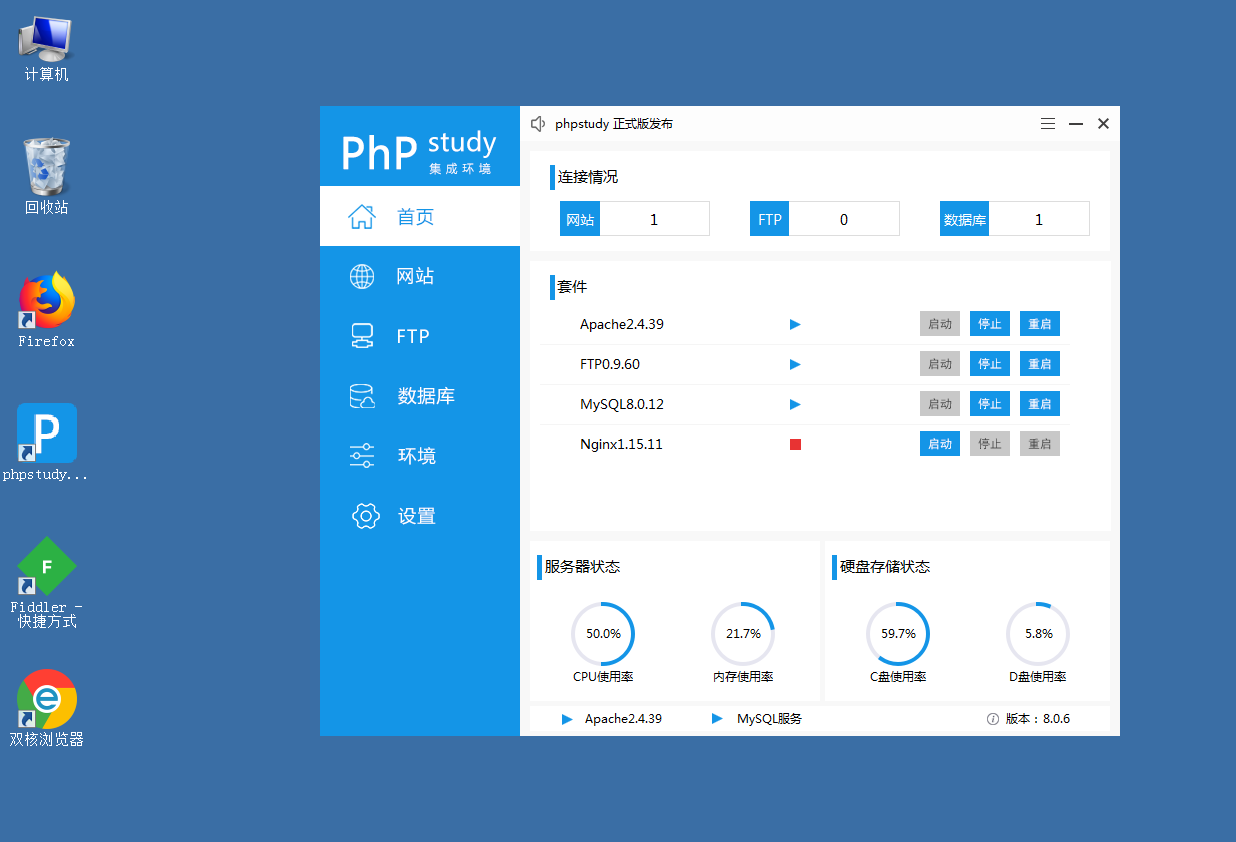 计算机
回收站
Firefox
phpstudy...
Fiddler -
快捷方式
双核浏览器
PhP study
集成环境
首页
网站
FTP
数据库
环境
设置
phpstudy 正式版发布
连接情况
网站 1 FTP 0 数据库 1
套件
Apache2.4.39 启动 停止 重启
FTP0.9.60 启动 停止 重启
MySQL8.0.12 启动 停止 重启
Nginx1.15.11 启动 停止 重启
服务器状态
50.0% 21.7%
CPU使用率 内存使用率
硬盘存储状态
59.7% 5.8%
C盘使用率 D盘使用率
Apache2.4.39 MySQL服务 版本：8.0.6